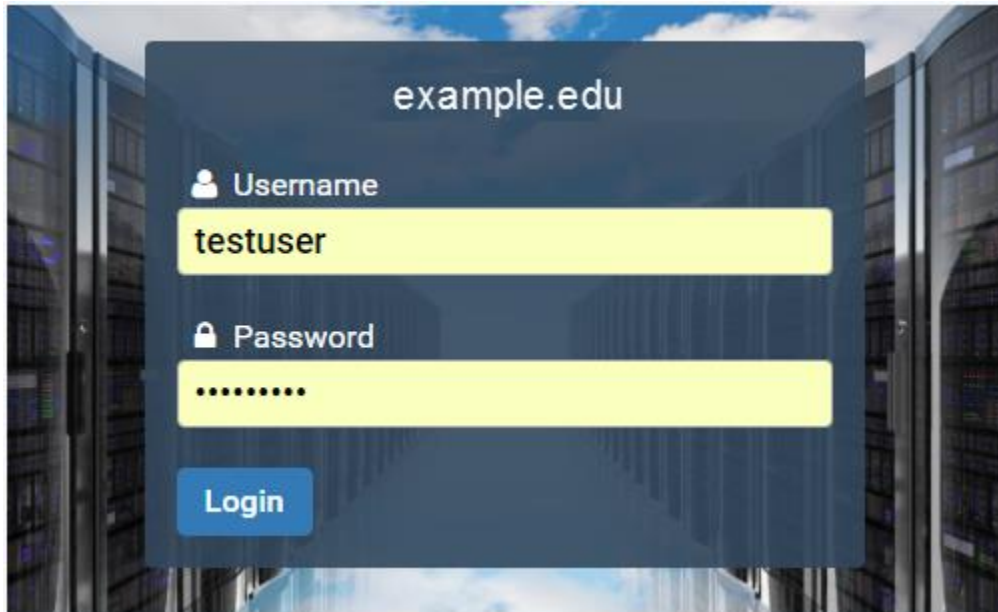 example.edu
Username
testuser
Password
•••••••••
Login